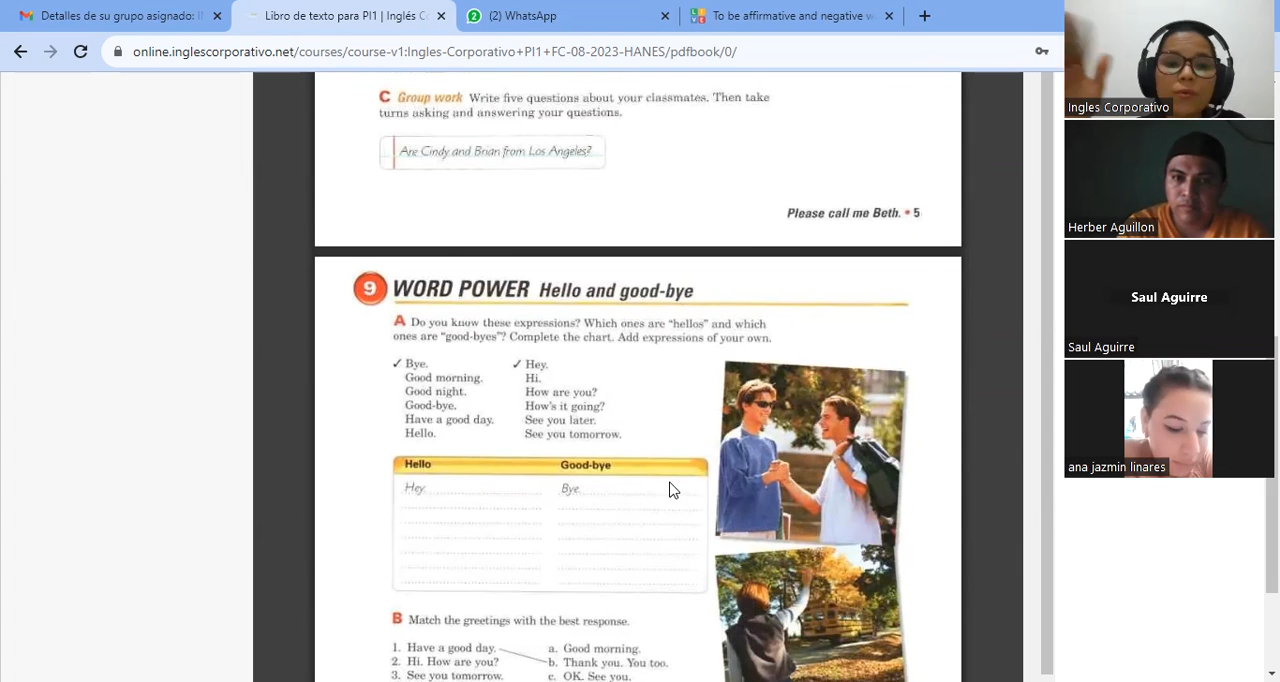 Detalles de su grupo asignado: I
Libro de texto para PI1 | Inglés C
(2) WhatsApp
To be affirmative and negative w
online.inglescorporativo.net/courses/course-v1:Ingles-Corporativo+PI1+FC-08-2023-HANES/pdfbook/0/
C Group work Write five questions about your classmates. Then take
turns asking and answering your questions.
Are Cindy and Brian from Los Angeles?
Please call me Beth. • 5
9 WORD POWER Hello and good-bye
A Do you know these expressions? Which ones are "hellos" and which
ones are "good-byes"? Complete the chart. Add expressions of your own.
✓ Bye.
Good morning.
Good night.
Good-bye.
Have a good day.
Hello.
✓ Hey.
Hi.
How are you?
How's it going?
See you later.
See you tomorrow.
Hello Good-bye
Hey. Bye.
B Match the greetings with the best response.
1. Have a good day.
2. Hi. How are you?
3. See you tomorrow.
a. Good morning.
b. Thank you. You too.
c. OK. See you.
Ingles Corporativo
Herber Aguillon
Saul Aguirre
Saul Aguirre
ana jazmin linares